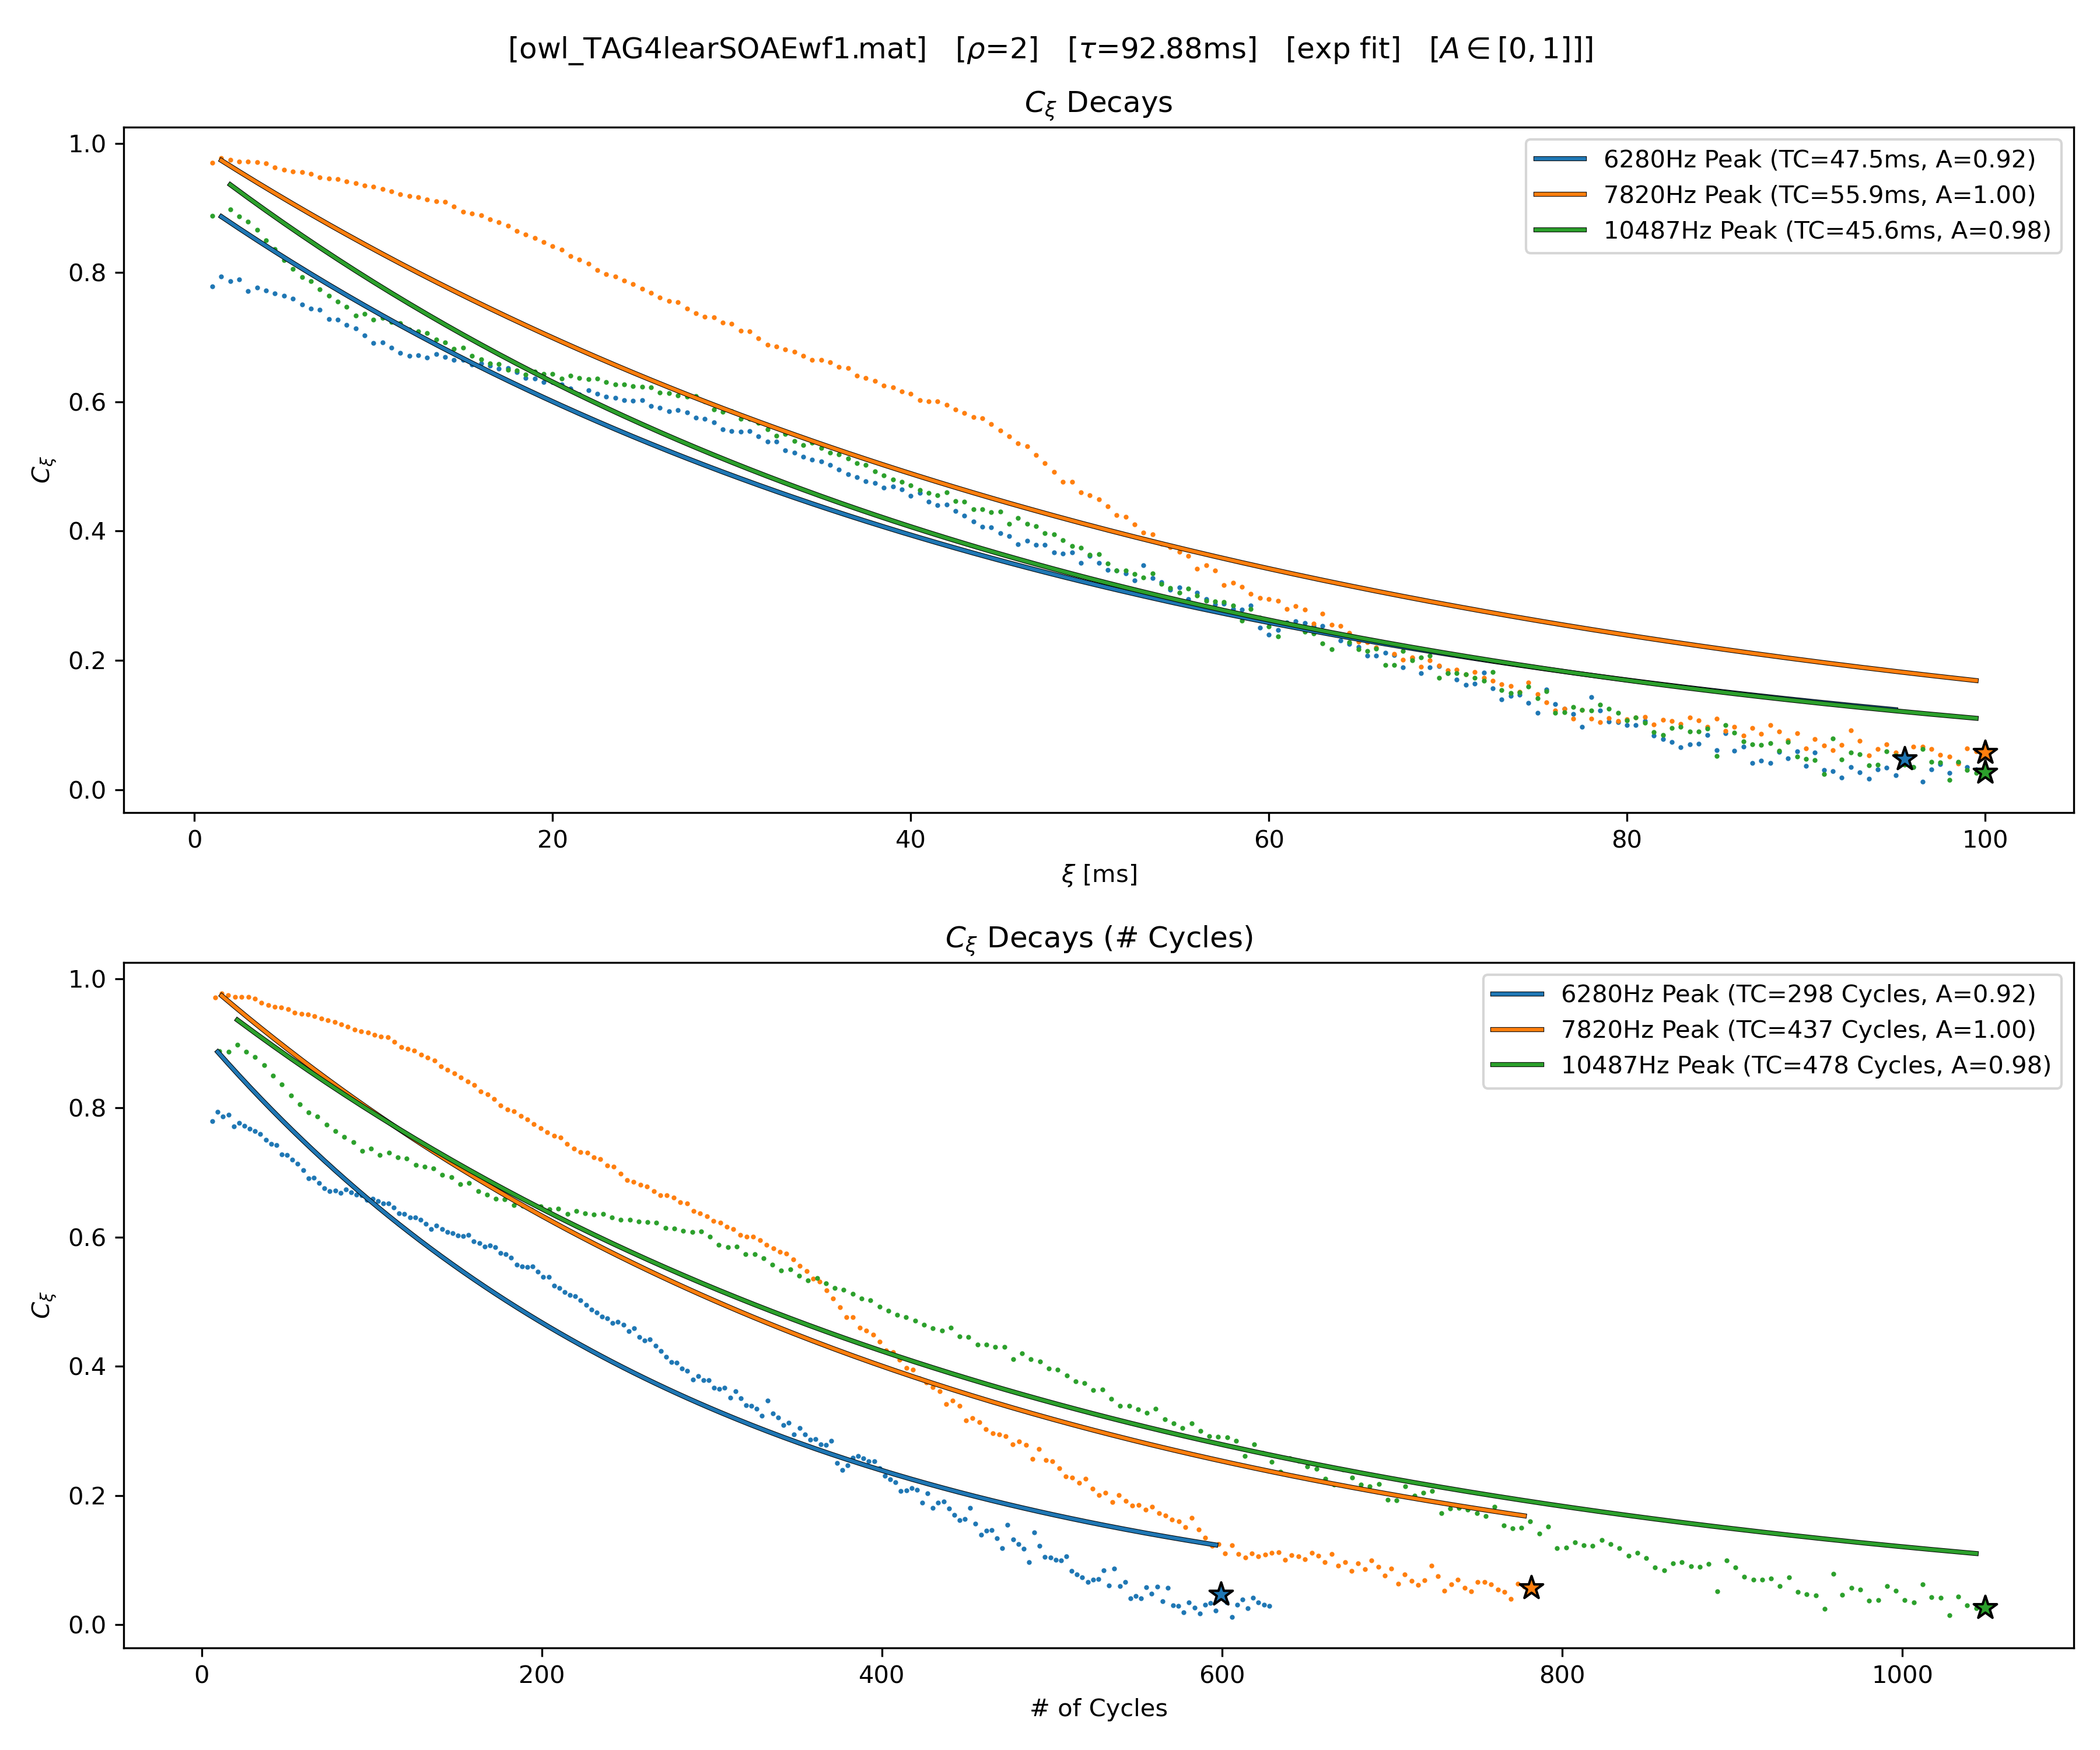 [owl_TAG4learSOAEwf1.mat] [ρ=2] [τ=92.88ms] [exp fit] [A ∈ [0, 1]]]
C_ξ Decays
1.0
0.8
0.6
0.4
0.2
0.0
C_ξ
6280Hz Peak (TC=47.5ms, A=0.92)
7820Hz Peak (TC=55.9ms, A=1.00)
10487Hz Peak (TC=45.6ms, A=0.98)
0 20 40 60 80 100
ξ [ms]
C_ξ Decays (# Cycles)
1.0
0.8
0.6
0.4
0.2
0.0
C_ξ
6280Hz Peak (TC=298 Cycles, A=0.92)
7820Hz Peak (TC=437 Cycles, A=1.00)
10487Hz Peak (TC=478 Cycles, A=0.98)
0 200 400 600 800 1000
# of Cycles